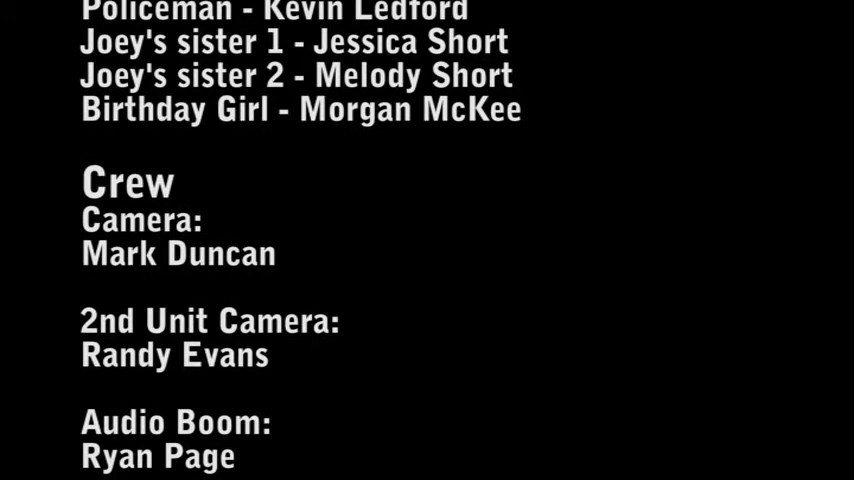 Policeman - Kevin Ledford
Joey's sister 1 - Jessica Short
Joey's sister 2 - Melody Short
Birthday Girl - Morgan McKee
Crew
Camera:
Mark Duncan
2nd Unit Camera:
Randy Evans
Audio Boom:
Ryan Page